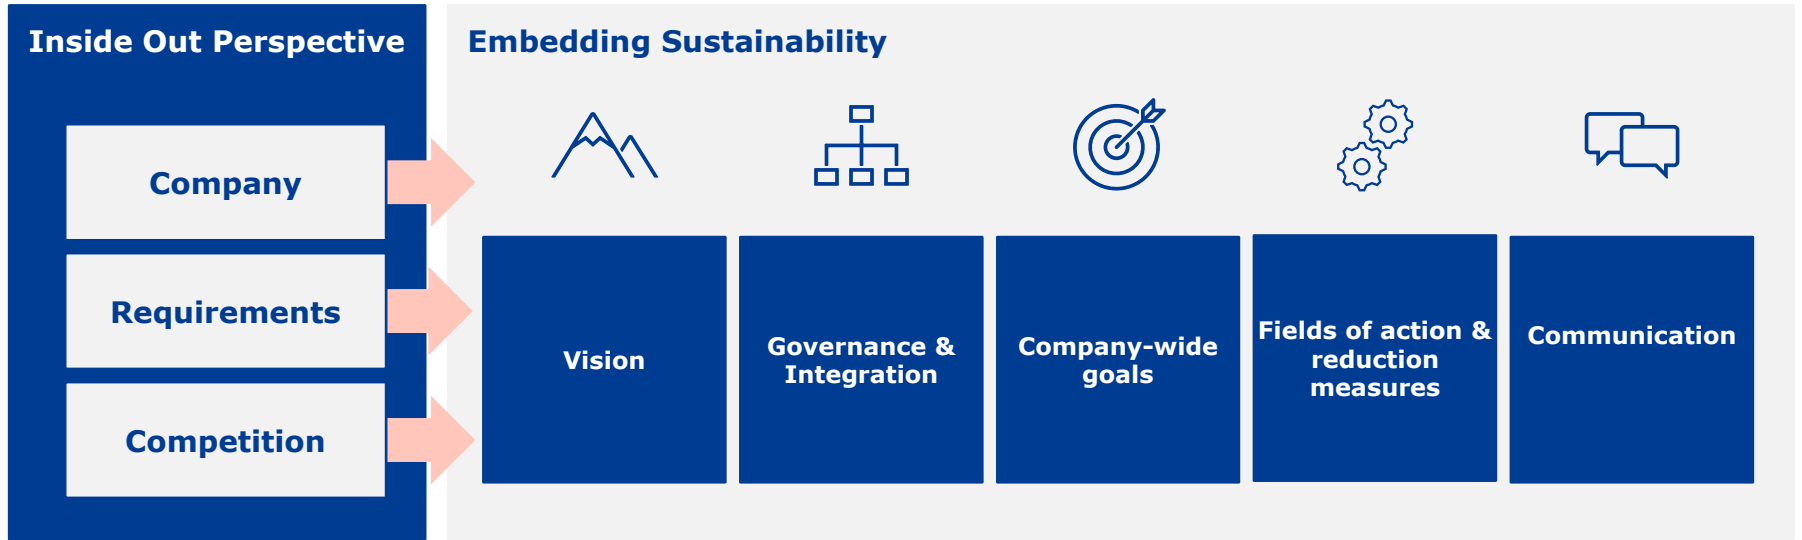 Inside Out Perspective
Company
Requirements
Competition
Embedding Sustainability
Vision
Governance &
Integration
Company-wide
goals
Fields of action &
reduction
measures
Communication